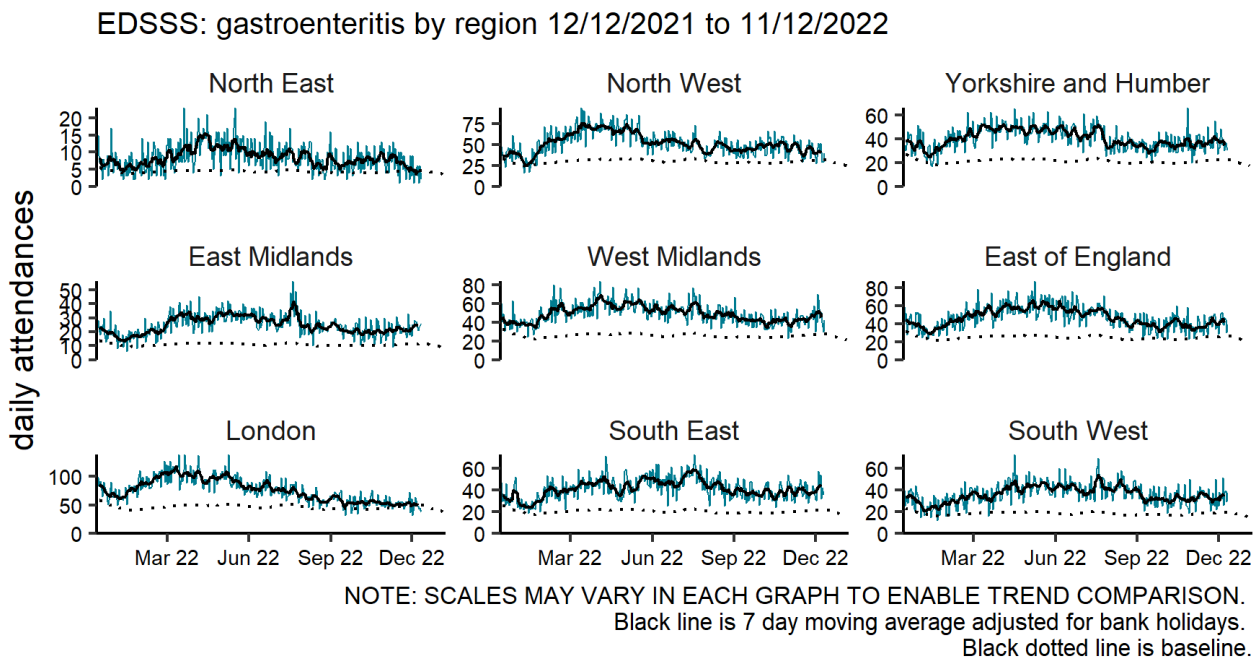 EDSSS: gastroenteritis by region 12/12/2021 to 11/12/2022
daily attendances
North East
20
15
10
5
0
North West
75
50
25
0
Yorkshire and Humber
60
40
20
0
East Midlands
50
40
30
20
10
0
West Midlands
80
60
40
20
0
East of England
80
60
40
20
0
London
100
50
0
Mar 22 Jun 22 Sep 22 Dec 22
South East
60
40
20
0
Mar 22 Jun 22 Sep 22 Dec 22
South West
60
40
20
0
Mar 22 Jun 22 Sep 22 Dec 22
NOTE: SCALES MAY VARY IN EACH GRAPH TO ENABLE TREND COMPARISON.
Black line is 7 day moving average adjusted for bank holidays.
Black dotted line is baseline.